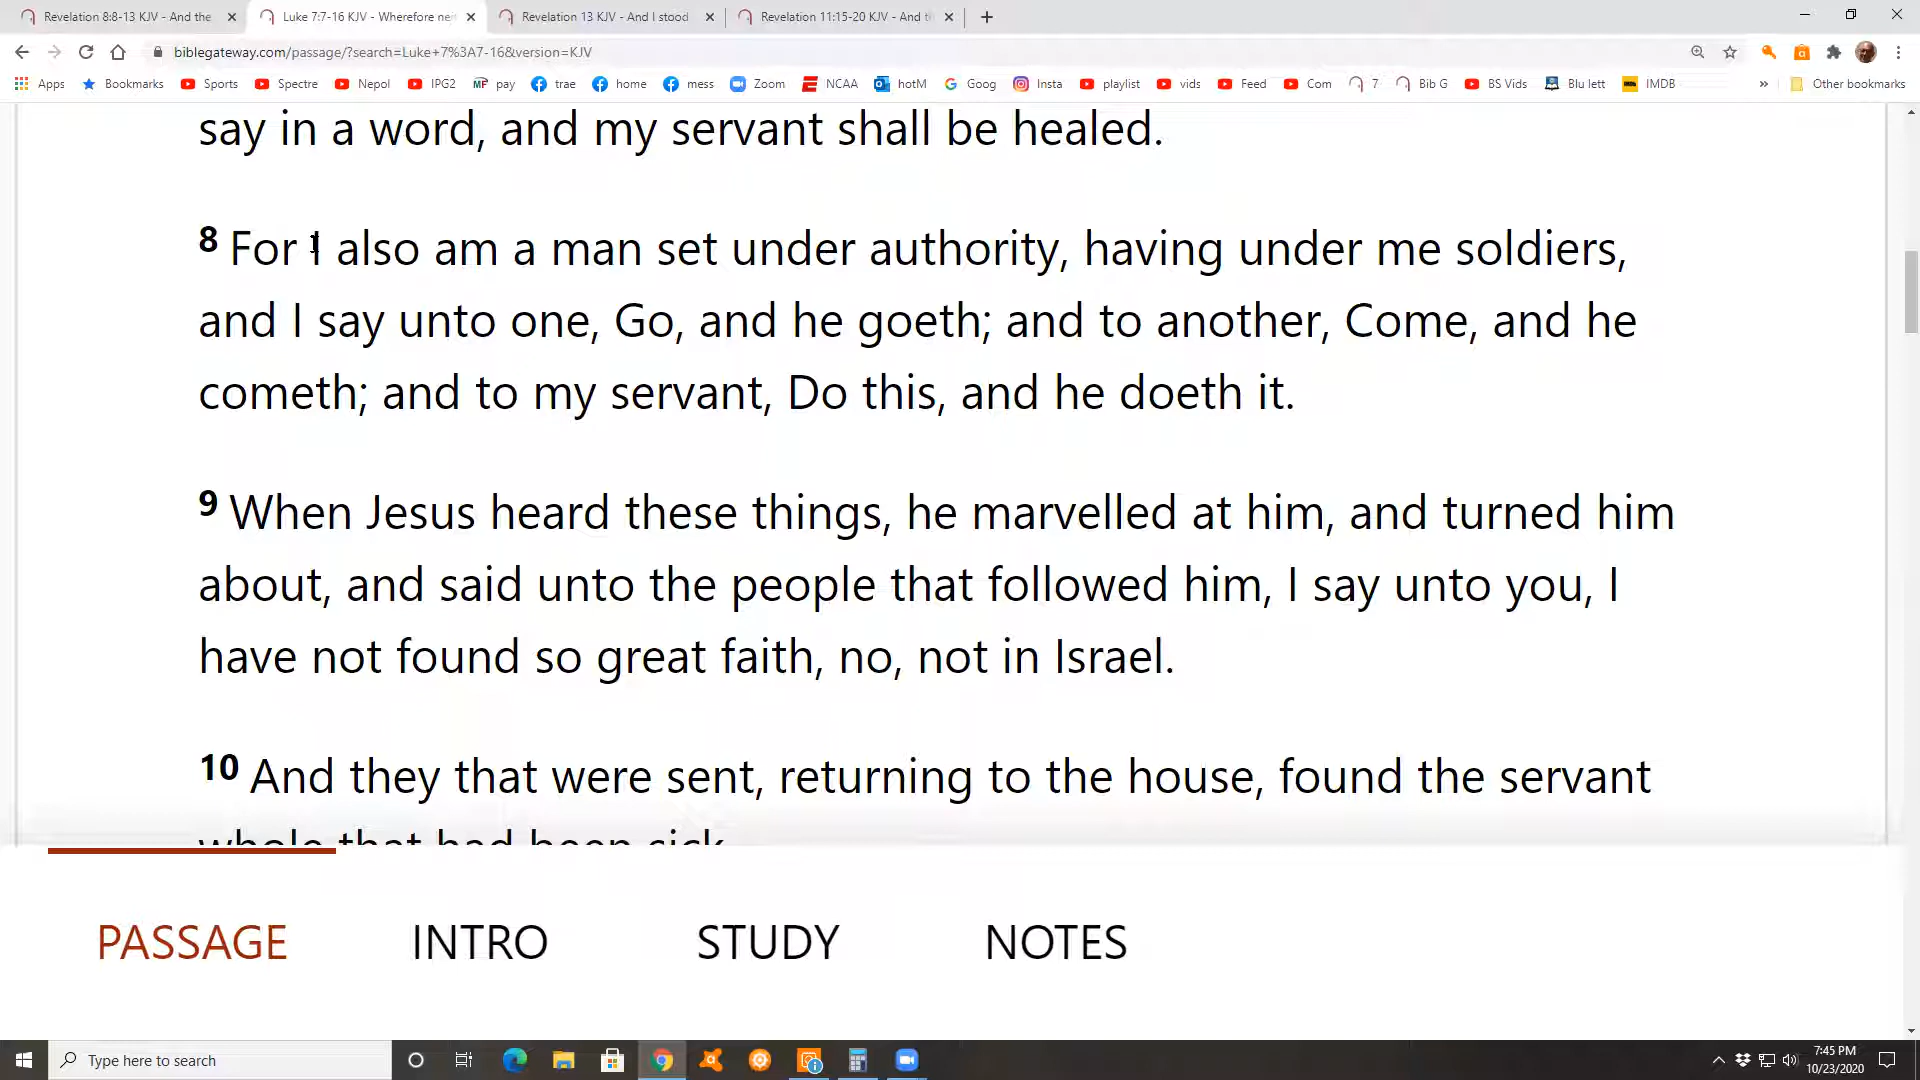 Revelation 8:8-13 KJV - And the
Luke 7:7-16 KJV - Wherefore nei
Revelation 13 KJV - And I stood
Revelation 11:15-20 KJV - And th
biblegateway.com/passage/?search=Luke+7%3A7-16&version=KJV
Apps Bookmarks Sports Spectre Nepol IPG2 pay trae home mess Zoom NCAA hotM Goog Insta playlist vids Feed Com 7 Bib G BS Vids Blu lett IMDB » Other bookmarks
say in a word, and my servant shall be healed.
8 For I also am a man set under authority, having under me soldiers,
and I say unto one, Go, and he goeth; and to another, Come, and he
cometh; and to my servant, Do this, and he doeth it.
9 When Jesus heard these things, he marvelled at him, and turned him
about, and said unto the people that followed him, I say unto you, I
have not found so great faith, no, not in Israel.
10 And they that were sent, returning to the house, found the servant
whole that had been sick.
PASSAGE INTRO STUDY NOTES
Type here to search
7:45 PM
10/23/2020